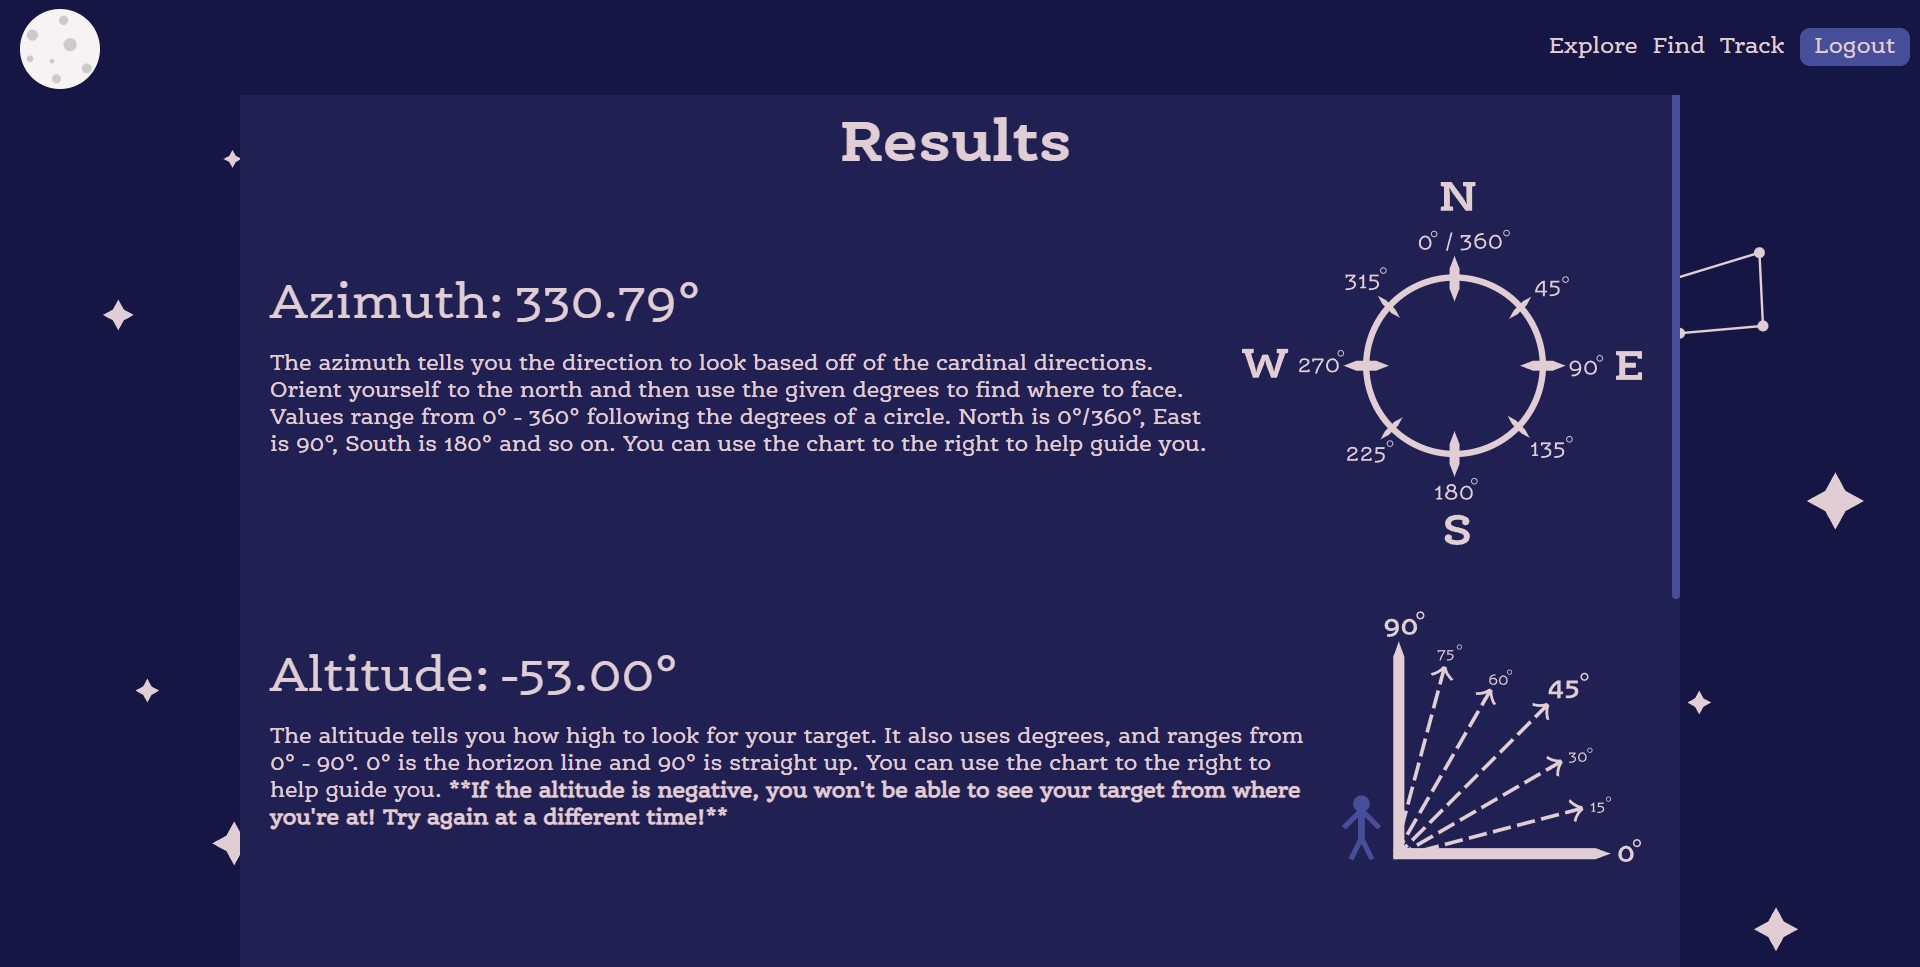 Explore Find Track Logout
Results
Azimuth: 330.79°
The azimuth tells you the direction to look based off of the cardinal directions.
Orient yourself to the north and then use the given degrees to find where to face.
Values range from 0° - 360° following the degrees of a circle. North is 0°/360°, East
is 90°, South is 180° and so on. You can use the chart to the right to help guide you.
N
0° / 360°
315°
45°
W 270°
90° E
225°
135°
180°
S
Altitude: -53.00°
The altitude tells you how high to look for your target. It also uses degrees, and ranges from
0° - 90°. 0° is the horizon line and 90° is straight up. You can use the chart to the right to
help guide you. **If the altitude is negative, you won't be able to see your target from where
you're at! Try again at a different time!**
90°
75°
60°
45°
30°
15°
0°